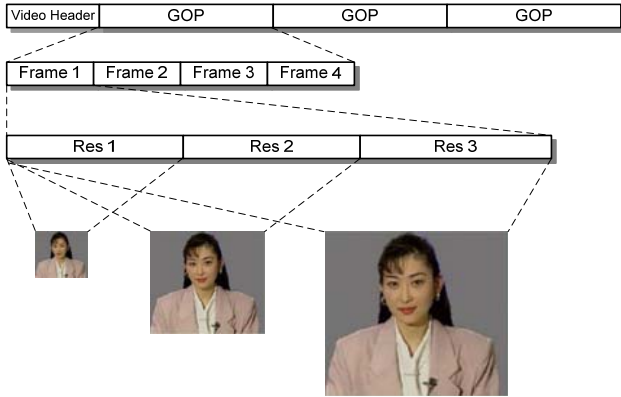 Video Header GOP GOP GOP
Frame 1 Frame 2 Frame 3 Frame 4
Res 1 Res 2 Res 3